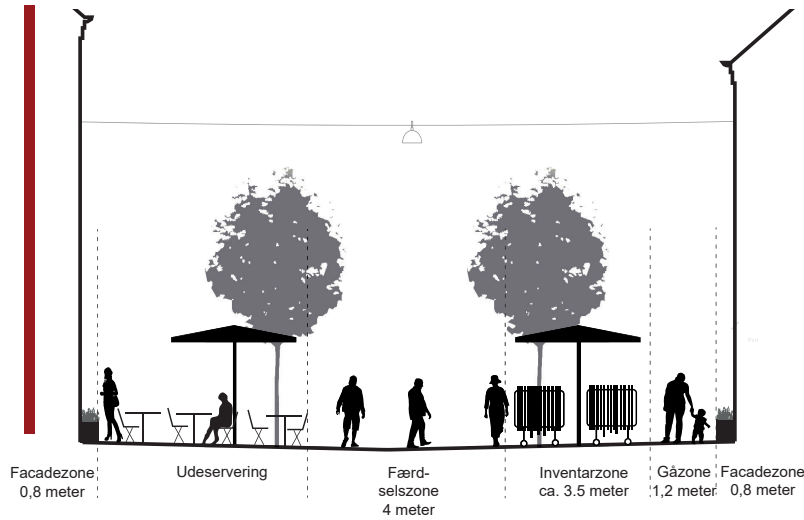 Facadezone
0,8 meter
Udeservering
Færd-
selszone
4 meter
Inventarzone
ca. 3.5 meter
Gåzone
1,2 meter
Facadezone
0,8 meter